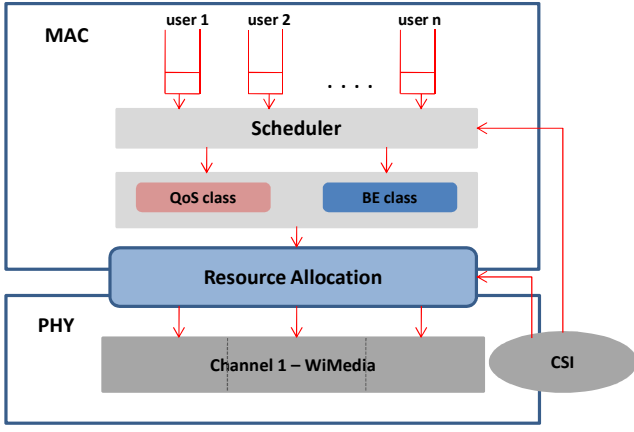 user 1 user 2 user n
MAC
. . . .
Scheduler
QoS class BE class
Resource Allocation
PHY
Channel 1 – WiMedia
CSI